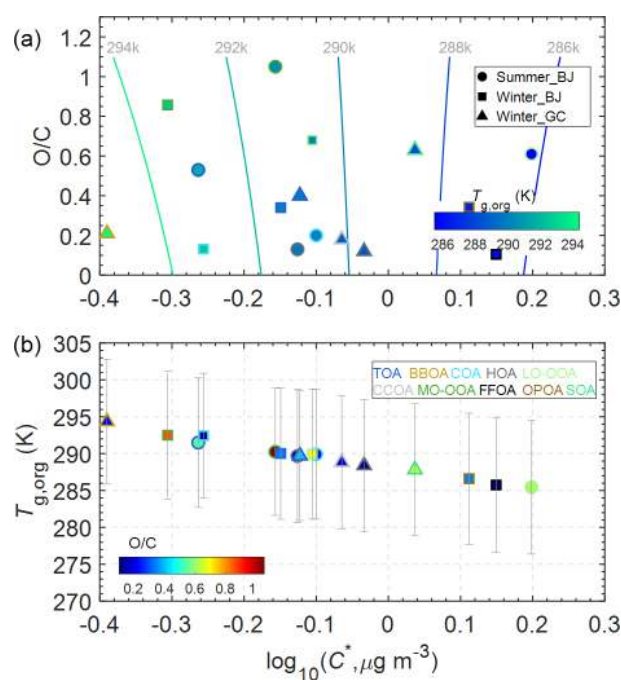 (a)
1.2
1
0.8
0.6
0.4
0.2
0
O/C
294k 292k 290k 288k 286k
Summer_BJ
Winter_BJ
Winter_GC
T g,org (K)
286 288 290 292 294
-0.4 -0.3 -0.2 -0.1 0 0.1 0.2 0.3
(b)
305
300
295
290
285
280
275
270
T g,org (K)
TOA BBOA COA HOA LO-OOA
CCOA MO-OOA FFOA OPOA SOA
O/C
0.2 0.4 0.6 0.8 1
-0.4 -0.3 -0.2 -0.1 0 0.1 0.2 0.3
log10(C*, μg m-3)